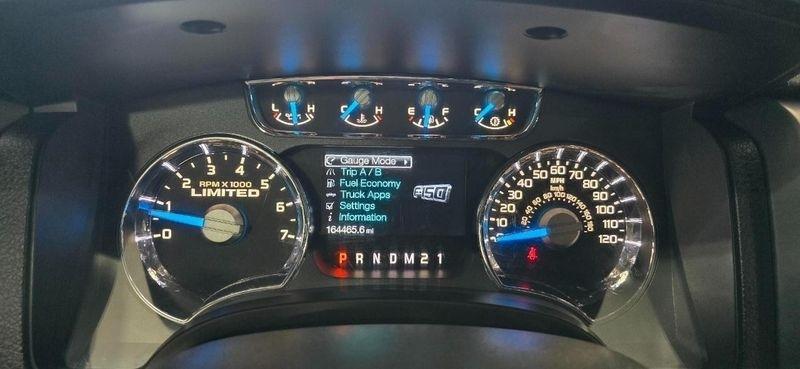 L H C H E F C H
Gauge Mode
Trip A / B
Fuel Economy
Truck Apps
Settings
Information
164465.6 mi
F150
P R N D M 2 1
0 1 2 3 4 5 6 7
RPM X 1000
LIMITED
0 10 20 30 40 50 60 70 80 90 100 110 120
MPH
km/h